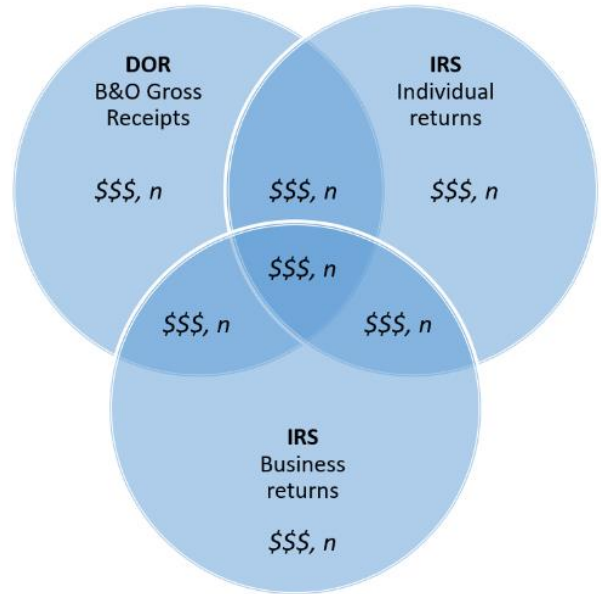 DOR
B&O Gross
Receipts
$$$, n
IRS
Individual
returns
$$$, n
$$$, n
$$$, n
$$$, n
$$$, n
IRS
Business
returns
$$$, n